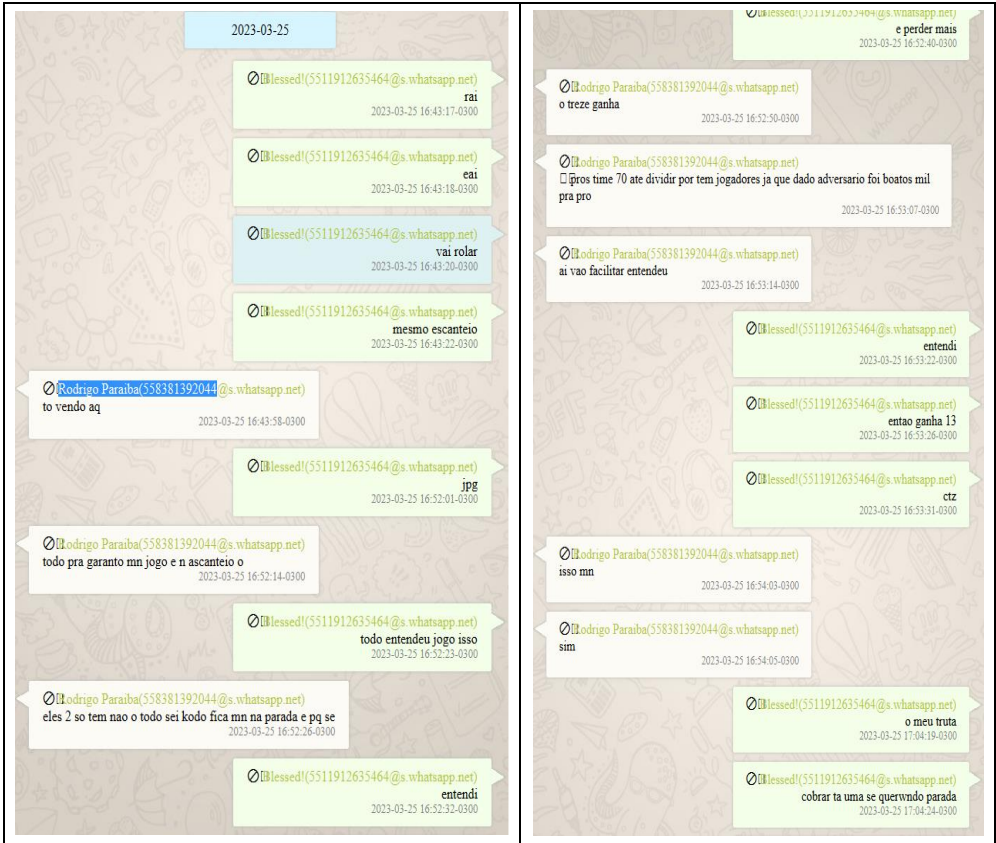 2023-03-25
Blessed!(5511912635464@s.whatsapp.net)
rai
2023-03-25 16:43:17-0300
Blessed!(5511912635464@s.whatsapp.net)
eai
2023-03-25 16:43:18-0300
Blessed!(5511912635464@s.whatsapp.net)
vai rolar
2023-03-25 16:43:20-0300
Blessed!(5511912635464@s.whatsapp.net)
mesmo escanteio
2023-03-25 16:43:22-0300
Rodrigo Paraiba(558381392044@s.whatsapp.net)
to vendo aq
2023-03-25 16:43:58-0300
Blessed!(5511912635464@s.whatsapp.net)
jpg
2023-03-25 16:52:01-0300
Rodrigo Paraiba(558381392044@s.whatsapp.net)
todo pra garanto mn jogo e n ascanteio o
2023-03-25 16:52:14-0300
Blessed!(5511912635464@s.whatsapp.net)
todo entendeu jogo isso
2023-03-25 16:52:23-0300
Rodrigo Paraiba(558381392044@s.whatsapp.net)
eles 2 so tem nao o todo sei kodo fica mn na parada e pq se
2023-03-25 16:52:26-0300
Blessed!(5511912635464@s.whatsapp.net)
entendi
2023-03-25 16:52:32-0300
Blessed!(5511912635464@s.whatsapp.net)
e perder mais
2023-03-25 16:52:40-0300
Rodrigo Paraiba(558381392044@s.whatsapp.net)
o treze ganha
2023-03-25 16:52:50-0300
Rodrigo Paraiba(558381392044@s.whatsapp.net)
pros time 70 ate dividir por tem jogadores ja que dado adversario foi boatos mil
pra pro
2023-03-25 16:53:07-0300
Rodrigo Paraiba(558381392044@s.whatsapp.net)
ai vao facilitar entendeu
2023-03-25 16:53:14-0300
Blessed!(5511912635464@s.whatsapp.net)
entendi
2023-03-25 16:53:22-0300
Blessed!(5511912635464@s.whatsapp.net)
entao ganha 13
2023-03-25 16:53:26-0300
Blessed!(5511912635464@s.whatsapp.net)
ctz
2023-03-25 16:53:31-0300
Rodrigo Paraiba(558381392044@s.whatsapp.net)
isso mn
2023-03-25 16:54:03-0300
Rodrigo Paraiba(558381392044@s.whatsapp.net)
sim
2023-03-25 16:54:05-0300
Blessed!(5511912635464@s.whatsapp.net)
o meu truta
2023-03-25 17:04:19-0300
Blessed!(5511912635464@s.whatsapp.net)
cobrar ta uma se querwndo parada
2023-03-25 17:04:24-0300